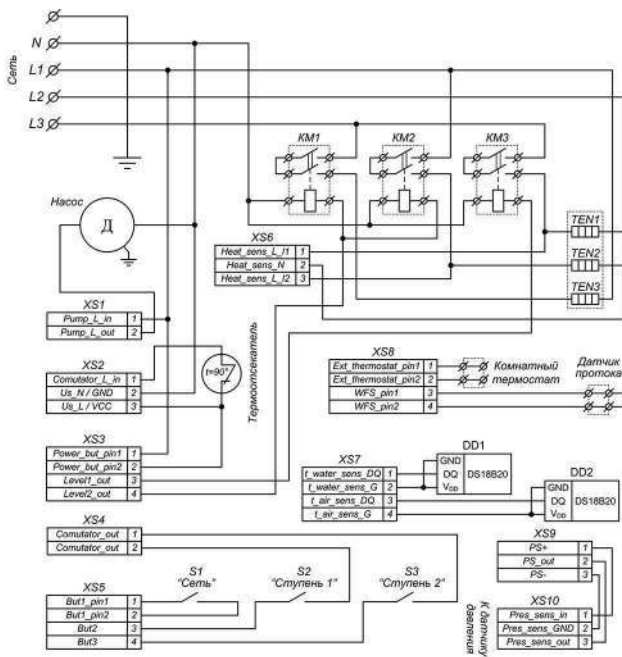 Сеть
N
L1
L2
L3
KM1
KM2
KM3
Насос
Д
TEN1
TEN2
TEN3
XS6
Heat_sens_L_l1 1
Heat_sens_N 2
Heat_sens_L_l2 3
XS1
Pump_L_in 1
Pump_L_out 2
t=90°
Термоотсекатель
XS2
Comutator_L_in 1
Us_N / GND 2
Us_L / VCC 3
XS8
Ext_thermostat_pin1 1
Ext_thermostat_pin2 2
WFS_pin1 3
WFS_pin2 4
Комнатный
термостат
Датчик
протока
XS3
Power_but_pin1 1
Power_but_pin2 2
Level1_out 3
Level2_out 4
XS7
t_water_sens_DQ 1
t_water_sens_G 2
t_air_sens_DQ 3
t_air_sens_G 4
DD1
GND
DQ
VDD
DS18B20
DD2
GND
DQ
VDD
DS18B20
XS4
Comutator_out 1
Comutator_out 2
XS9
PS+ 1
PS_out 2
PS- 3
XS5
But1_pin1 1
But1_pin2 2
But2 3
But3 4
S1
"Сеть"
S2
"Ступень 1"
S3
"Ступень 2"
К датчику
давления
XS10
Pres_sens_in 1
Pres_sens_GND 2
Pres_sens_out 3